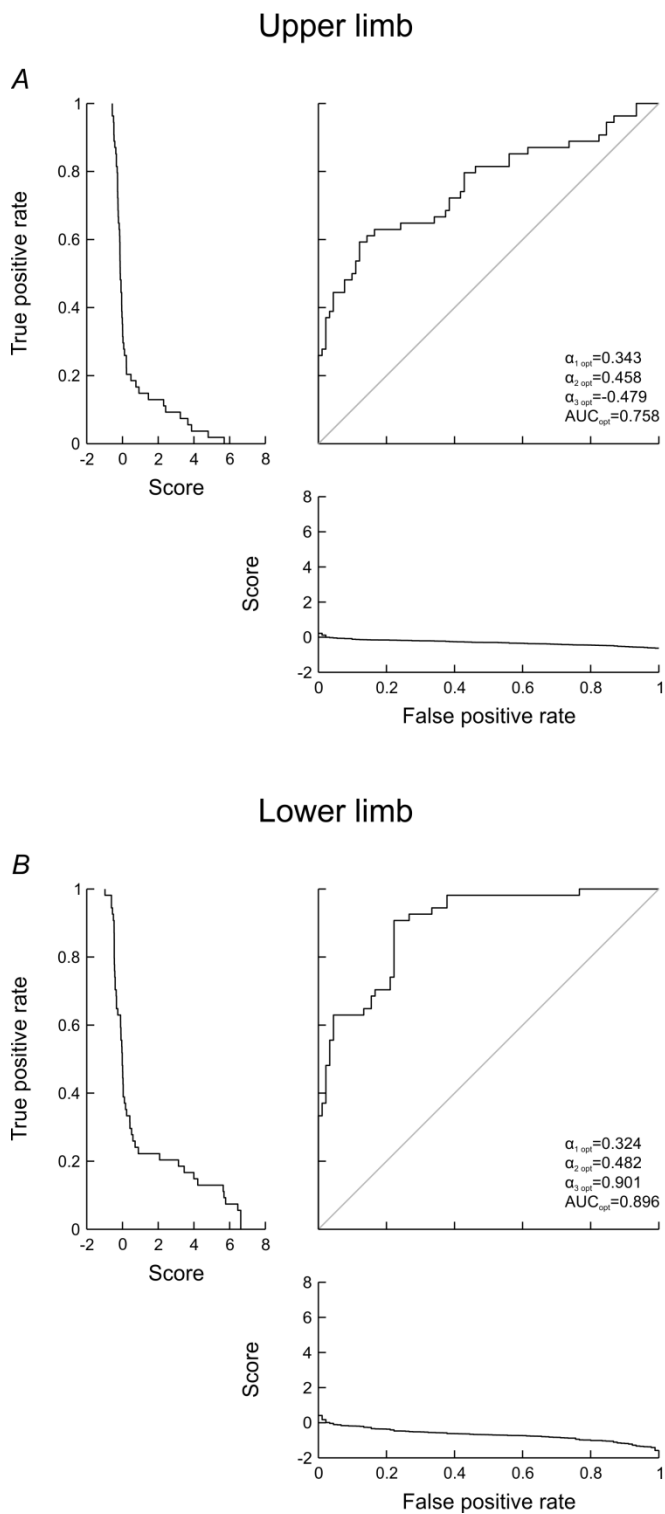 Upper limb
A
1
0.8
0.6
0.4
0.2
0
True positive rate
-2 0 2 4 6 8
Score
α1 opt=0.343
α2 opt=0.458
α3 opt=-0.479
AUCopt=0.758
8
6
4
2
0
-2
Score
0 0.2 0.4 0.6 0.8 1
False positive rate
Lower limb
B
1
0.8
0.6
0.4
0.2
0
True positive rate
-2 0 2 4 6 8
Score
α1 opt=0.324
α2 opt=0.482
α3 opt=0.901
AUCopt=0.896
8
6
4
2
0
-2
Score
0 0.2 0.4 0.6 0.8 1
False positive rate